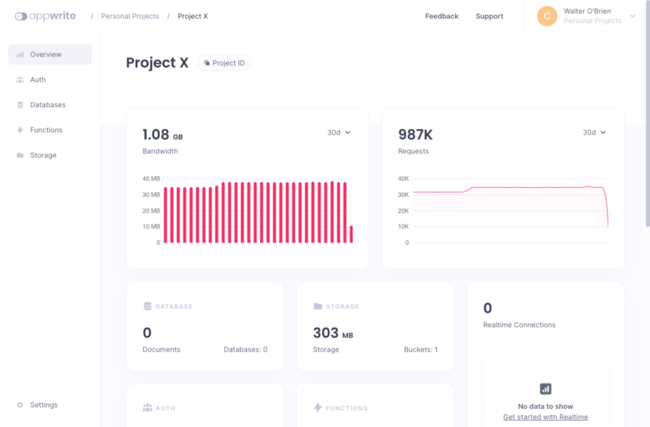 appwrite / Personal Projects / Project X Feedback Support C Walter O'Brien
Personal Projects
Overview
Auth
Databases
Functions
Storage
Settings
Project X Project ID
1.08 GB 30d
Bandwidth
40 MB
30 MB
20 MB
10 MB
0
987K 30d
Requests
40K
30K
20K
10K
0
DATABASE
0
Documents Databases: 0
STORAGE
303 MB
Storage Buckets: 1
0
Realtime Connections
No data to show
Get started with Realtime
AUTH
FUNCTIONS